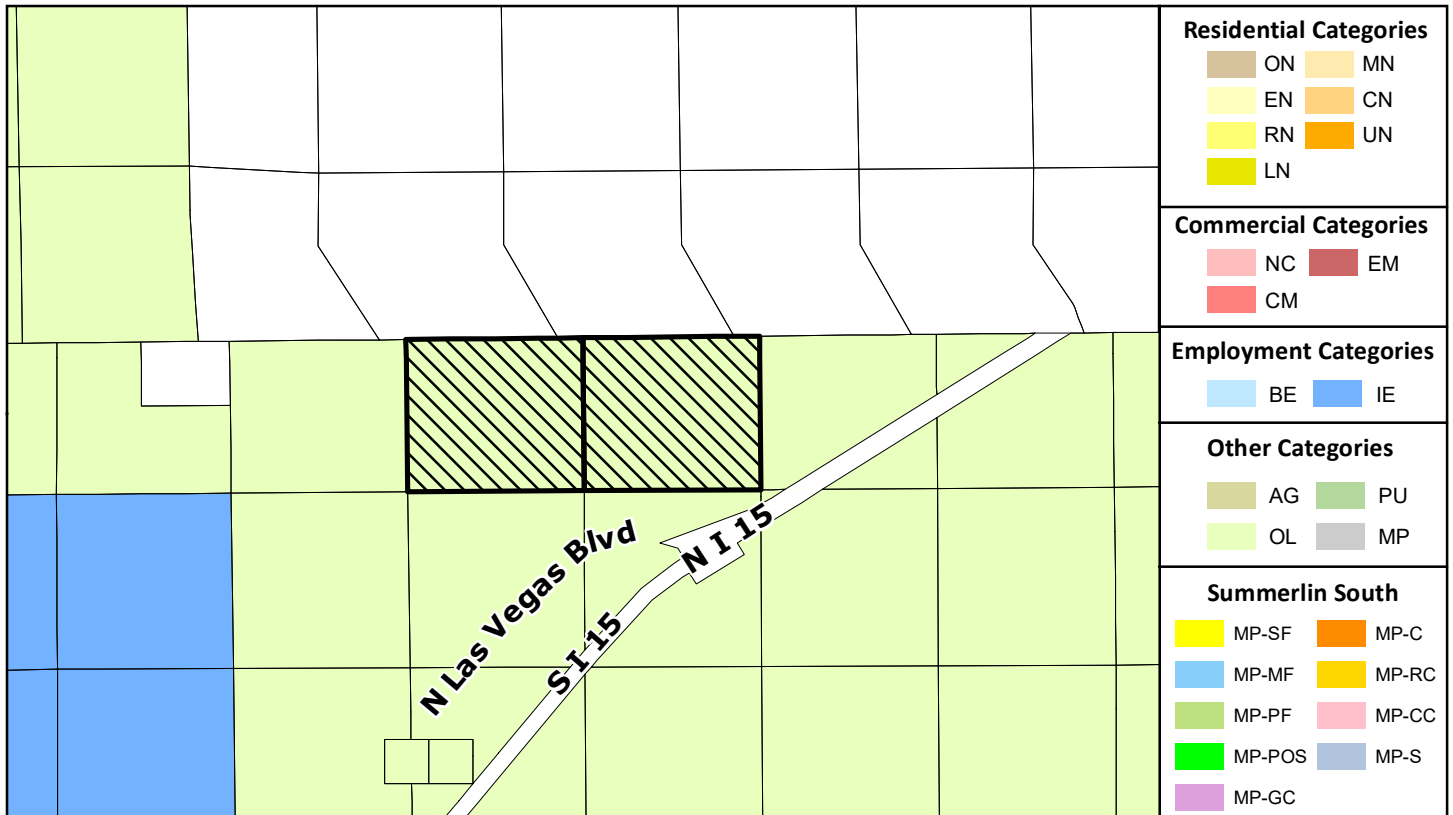 N Las Vegas Blvd
N I 15
S I 15
Residential Categories
ON MN
EN CN
RN UN
LN
Commercial Categories
NC EM
CM
Employment Categories
BE IE
Other Categories
AG PU
OL MP
Summerlin South
MP-SF MP-C
MP-MF MP-RC
MP-PF MP-CC
MP-POS MP-S
MP-GC